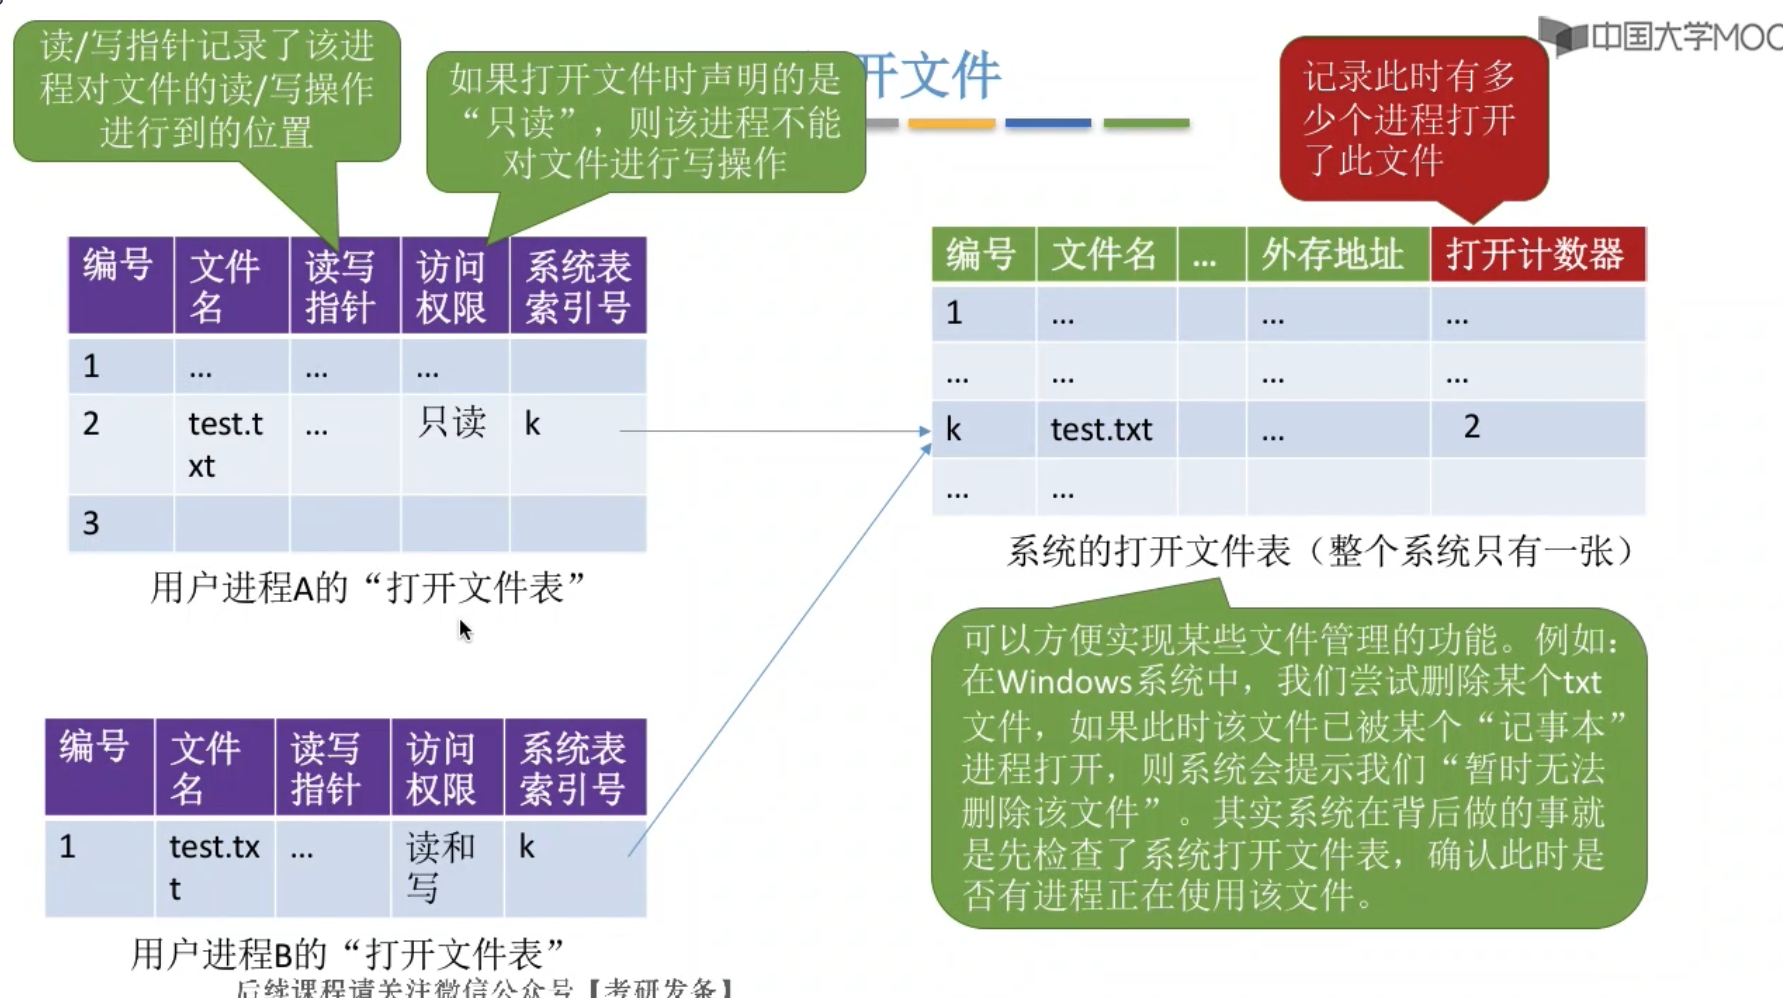 读/写指针记录了该进
程对文件的读/写操作
进行到的位置
如果打开文件时声明的是
“只读”，则该进程不能
对文件进行写操作
开文件
中国大学MOO
记录此时有多
少个进程打开
了此文件
编号 文件名 读写指针 访问权限 系统表索引号
1 … … …
2 test.txt … 只读 k
3
用户进程A的“打开文件表”
编号 文件名 … 外存地址 打开计数器
1 … … …
… … … …
k test.txt … 2
… …
系统的打开文件表（整个系统只有一张）
可以方便实现某些文件管理的功能。例如：
在Windows系统中，我们尝试删除某个txt
文件，如果此时该文件已被某个“记事本”
进程打开，则系统会提示我们“暂时无法
删除该文件”。其实系统在背后做的事就
是先检查了系统打开文件表，确认此时是
否有进程正在使用该文件。
编号 文件名 读写指针 访问权限 系统表索引号
1 test.txt … 读和写 k
用户进程B的“打开文件表”
后续课程请关注微信公众号【考研发条】